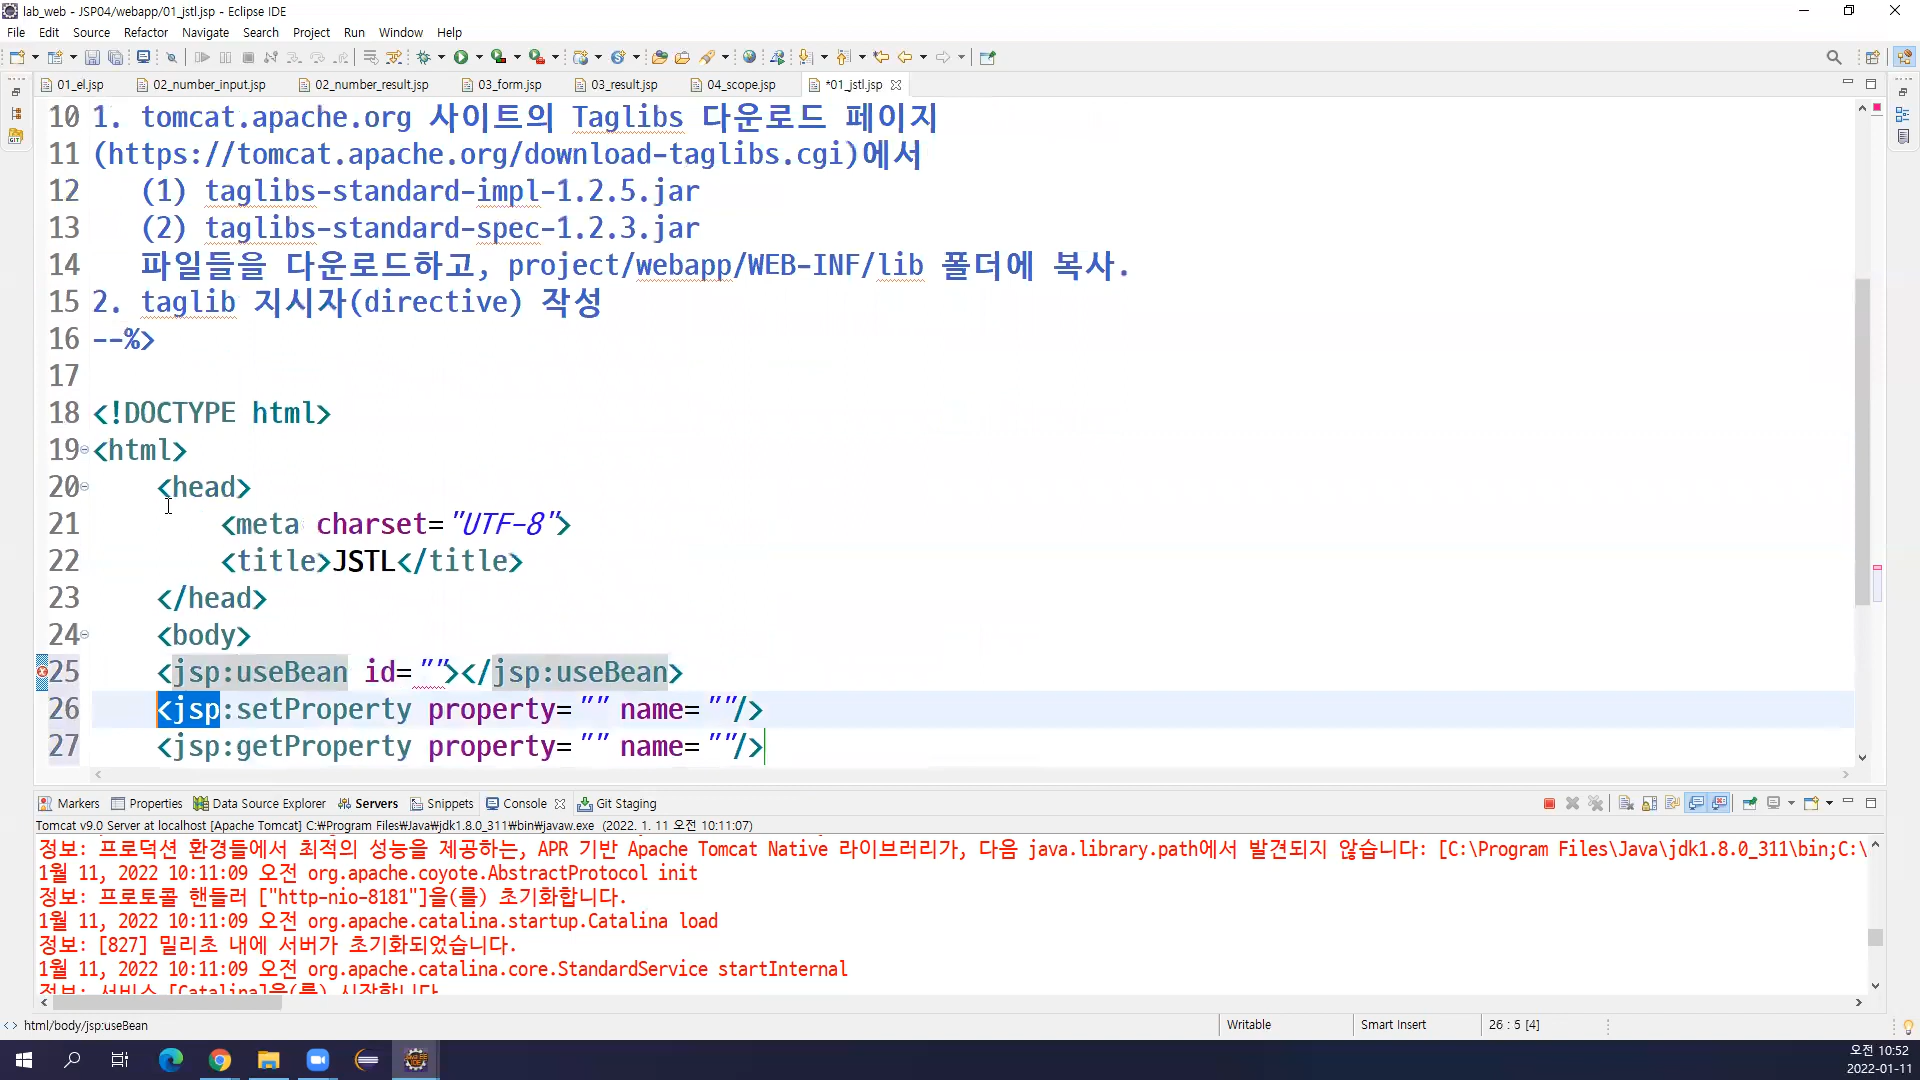 lab_web - JSP04/webapp/01_jstl.jsp - Eclipse IDE
File Edit Source Refactor Navigate Search Project Run Window Help
01_el.jsp 02_number_input.jsp 02_number_result.jsp 03_form.jsp 03_result.jsp 04_scope.jsp *01_jstl.jsp
10 1. tomcat.apache.org 사이트의 Taglibs 다운로드 페이지
11 (https://tomcat.apache.org/download-taglibs.cgi)에서
12 (1) taglibs-standard-impl-1.2.5.jar
13 (2) taglibs-standard-spec-1.2.3.jar
14 파일들을 다운로드하고, project/webapp/WEB-INF/lib 폴더에 복사.
15 2. taglib 지시자(directive) 작성
16 --%>
17
18 <!DOCTYPE html>
19 <html>
20 <head>
21 <meta charset="UTF-8">
22 <title>JSTL</title>
23 </head>
24 <body>
25 <jsp:useBean id=""></jsp:useBean>
26 <jsp:setProperty property="" name=""/>
27 <jsp:getProperty property="" name=""/>
Markers Properties Data Source Explorer Servers Snippets Console Git Staging
Tomcat v9.0 Server at localhost [Apache Tomcat] C:₩Program Files₩Java₩jdk1.8.0_311₩bin₩javaw.exe (2022. 1. 11 오전 10:11:07)
정보: 프로덕션 환경들에서 최적의 성능을 제공하는, APR 기반 Apache Tomcat Native 라이브러리가, 다음 java.library.path에서 발견되지 않습니다: [C:\Program Files\Java\jdk1.8.0_311\bin;C:\
1월 11, 2022 10:11:09 오전 org.apache.coyote.AbstractProtocol init
정보: 프로토콜 핸들러 ["http-nio-8181"]을(를) 초기화합니다.
1월 11, 2022 10:11:09 오전 org.apache.catalina.startup.Catalina load
정보: [827] 밀리초 내에 서버가 초기화되었습니다.
1월 11, 2022 10:11:09 오전 org.apache.catalina.core.StandardService startInternal
정보: 서비스 [Catalina]을(를) 시작합니다.
html/body/jsp:useBean Writable Smart Insert 26 : 5 [4]
오전 10:52
2022-01-11